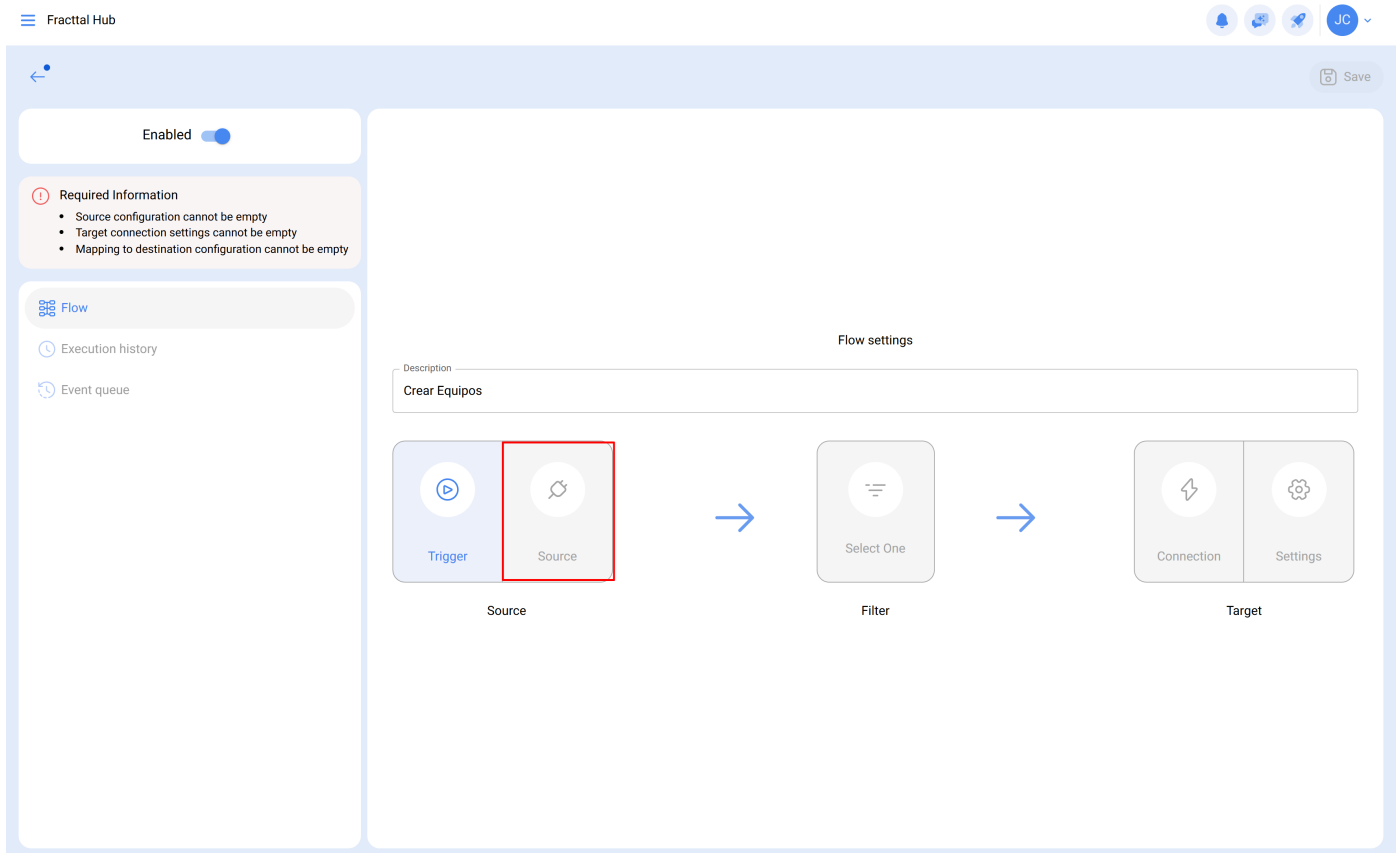 Fracttal Hub
JC
Save
Enabled
Required Information
• Source configuration cannot be empty
• Target connection settings cannot be empty
• Mapping to destination configuration cannot be empty
Flow
Execution history
Event queue
Flow settings
Description
Crear Equipos
Trigger
Source
Select One
Connection
Settings
Source
Filter
Target